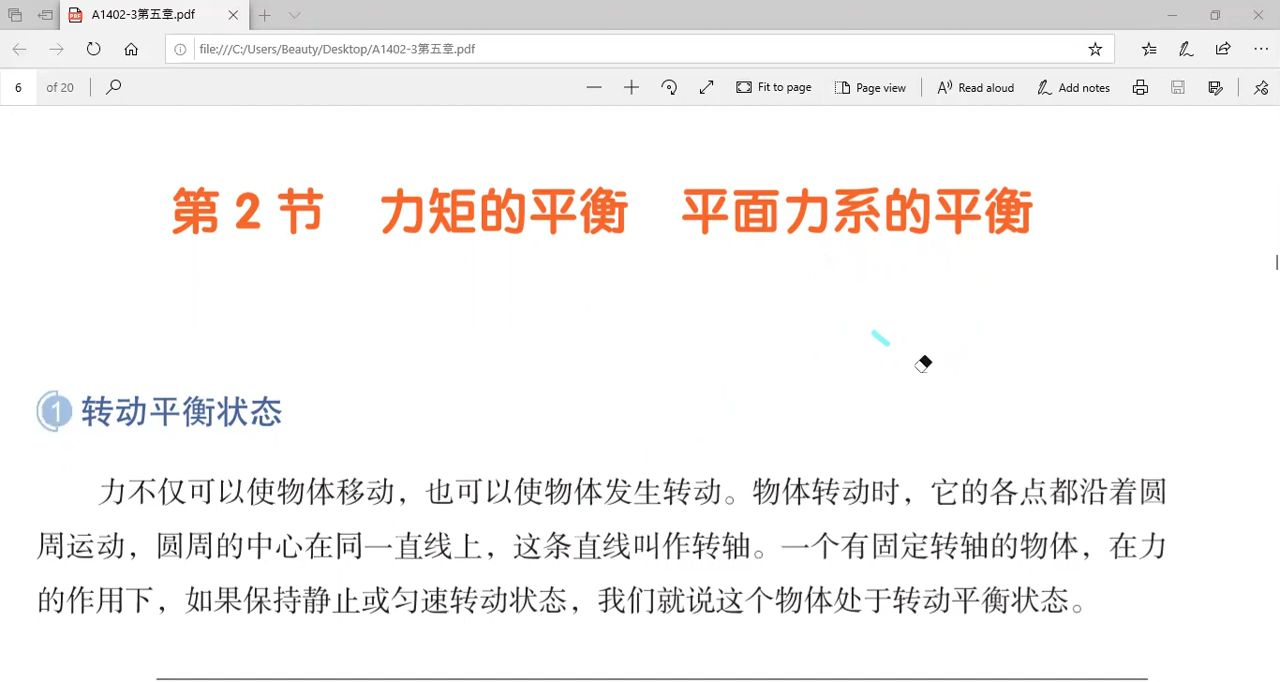 A1402-3第五章.pdf
file:///C:/Users/Beauty/Desktop/A1402-3第五章.pdf
6 of 20 Fit to page Page view Read aloud Add notes
第 2 节 力矩的平衡 平面力系的平衡
1 转动平衡状态
力不仅可以使物体移动，也可以使物体发生转动。物体转动时，它的各点都沿着圆
周运动，圆周的中心在同一直线上，这条直线叫作转轴。一个有固定转轴的物体，在力
的作用下，如果保持静止或匀速转动状态，我们就说这个物体处于转动平衡状态。